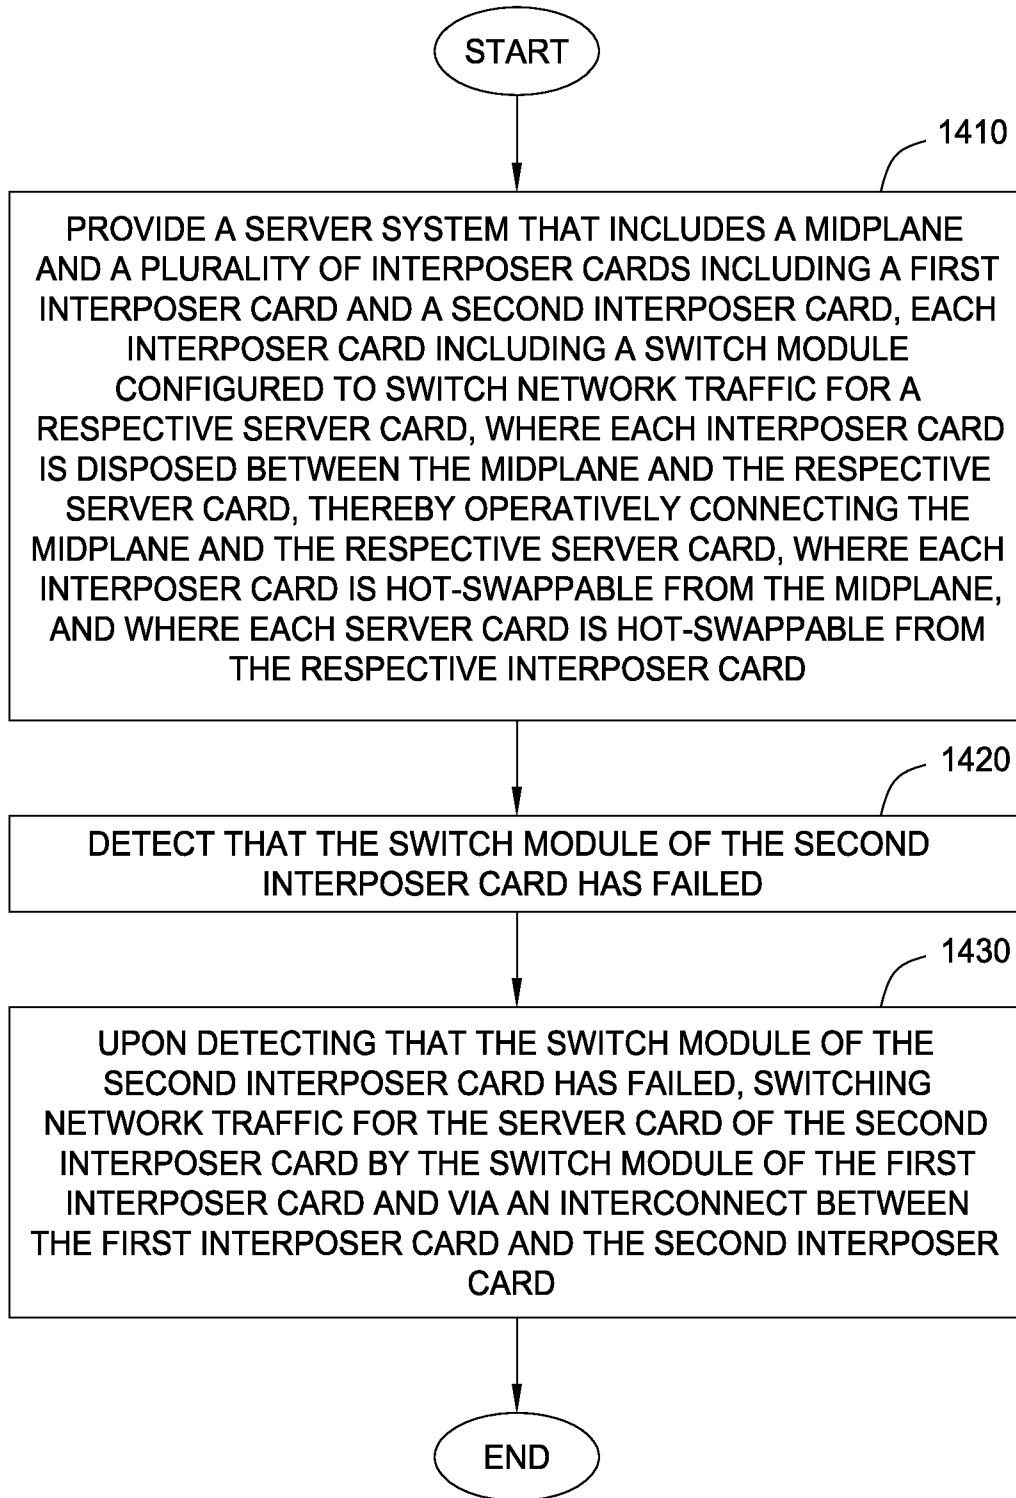 START
1410
PROVIDE A SERVER SYSTEM THAT INCLUDES A MIDPLANE
AND A PLURALITY OF INTERPOSER CARDS INCLUDING A FIRST
INTERPOSER CARD AND A SECOND INTERPOSER CARD, EACH
INTERPOSER CARD INCLUDING A SWITCH MODULE
CONFIGURED TO SWITCH NETWORK TRAFFIC FOR A
RESPECTIVE SERVER CARD, WHERE EACH INTERPOSER CARD
IS DISPOSED BETWEEN THE MIDPLANE AND THE RESPECTIVE
SERVER CARD, THEREBY OPERATIVELY CONNECTING THE
MIDPLANE AND THE RESPECTIVE SERVER CARD, WHERE EACH
INTERPOSER CARD IS HOT-SWAPPABLE FROM THE MIDPLANE,
AND WHERE EACH SERVER CARD IS HOT-SWAPPABLE FROM
THE RESPECTIVE INTERPOSER CARD
1420
DETECT THAT THE SWITCH MODULE OF THE SECOND
INTERPOSER CARD HAS FAILED
1430
UPON DETECTING THAT THE SWITCH MODULE OF THE
SECOND INTERPOSER CARD HAS FAILED, SWITCHING
NETWORK TRAFFIC FOR THE SERVER CARD OF THE SECOND
INTERPOSER CARD BY THE SWITCH MODULE OF THE FIRST
INTERPOSER CARD AND VIA AN INTERCONNECT BETWEEN
THE FIRST INTERPOSER CARD AND THE SECOND INTERPOSER
CARD
END